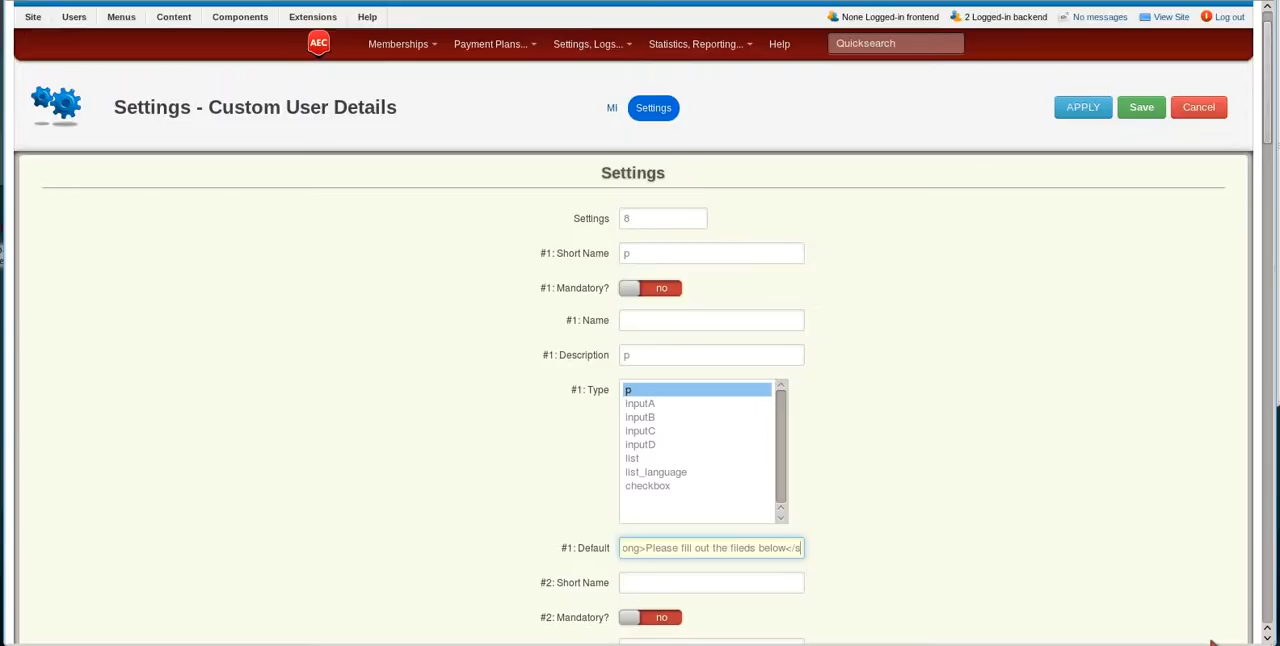 Site Users Menus Content Components Extensions Help None Logged-in frontend 2 Logged-in backend No messages View Site Log out
AEC Memberships Payment Plans... Settings, Logs... Statistics, Reporting... Help Quicksearch
Settings - Custom User Details MI Settings APPLY Save Cancel
Settings
Settings 8
#1: Short Name p
#1: Mandatory? no
#1: Name
#1: Description p
#1: Type p
inputA
inputB
inputC
inputD
list
list_language
checkbox
#1: Default ong>Please fill out the fileds below</s
#2: Short Name
#2: Mandatory? no